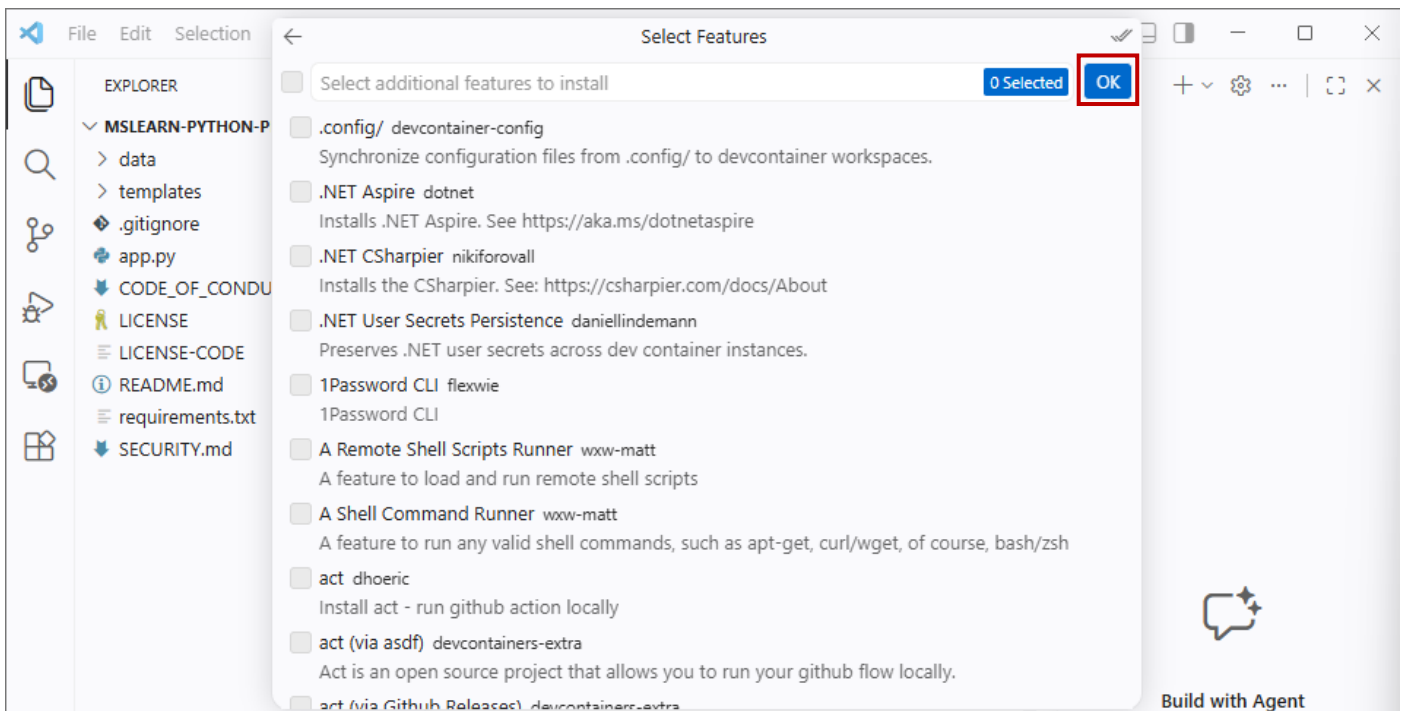 File Edit Selection
Select Features
EXPLORER
Select additional features to install
0 Selected
OK
MSLEARN-PYTHON-P
data
templates
.gitignore
app.py
CODE_OF_CONDU
LICENSE
LICENSE-CODE
README.md
requirements.txt
SECURITY.md
.config/ devcontainer-config
Synchronize configuration files from .config/ to devcontainer workspaces.
.NET Aspire dotnet
Installs .NET Aspire. See https://aka.ms/dotnetaspire
.NET CSharpier nikiforovall
Installs the CSharpier. See: https://csharpier.com/docs/About
.NET User Secrets Persistence daniellindemann
Preserves .NET user secrets across dev container instances.
1Password CLI flexwie
1Password CLI
A Remote Shell Scripts Runner wxw-matt
A feature to load and run remote shell scripts
A Shell Command Runner wxw-matt
A feature to run any valid shell commands, such as apt-get, curl/wget, of course, bash/zsh
act dhoeric
Install act - run github action locally
act (via asdf) devcontainers-extra
Act is an open source project that allows you to run your github flow locally.
act (via Github Releases) devcontainers-extra
Build with Agent